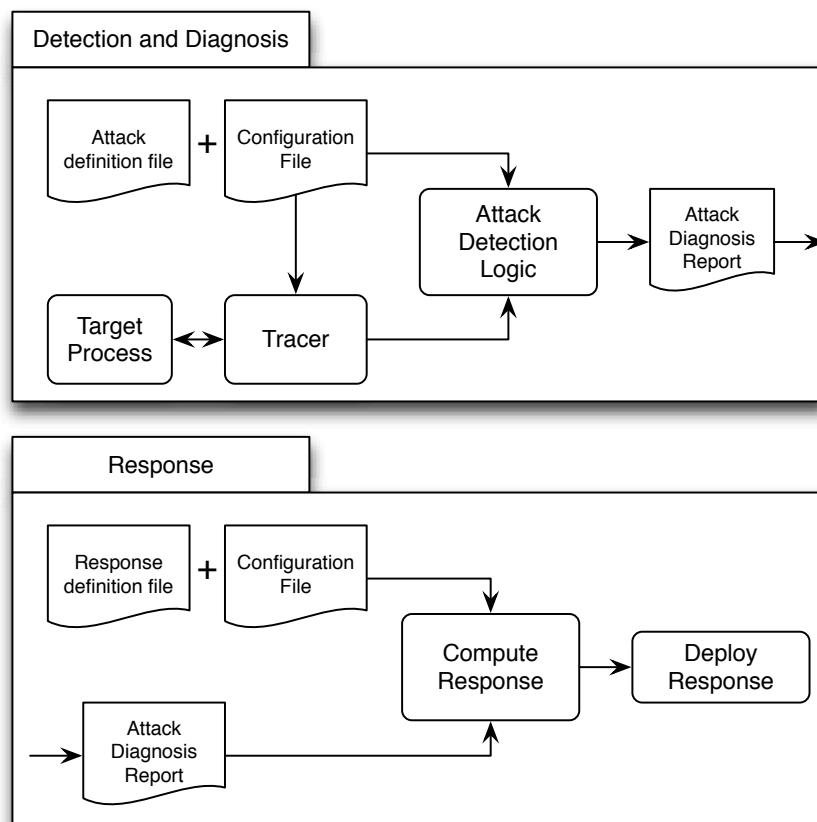 Detection and Diagnosis
Attack
definition file
+
Configuration
File
Attack
Detection
Logic
Attack
Diagnosis
Report
Target
Process
Tracer
Response
Response
definition file
+
Configuration
File
Compute
Response
Deploy
Response
Attack
Diagnosis
Report